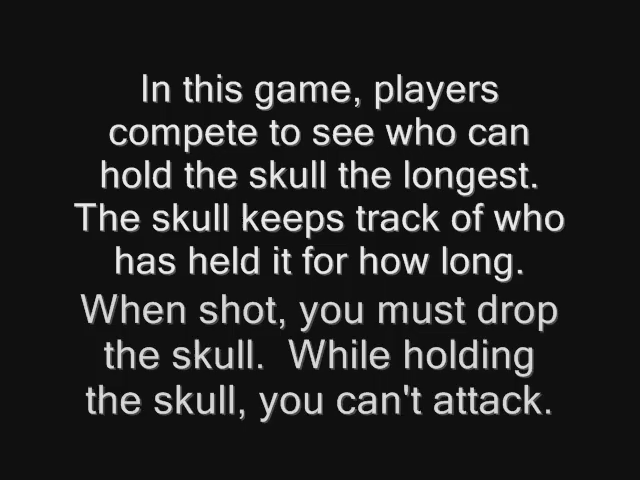 In this game, players
compete to see who can
hold the skull the longest.
The skull keeps track of who
has held it for how long.
When shot, you must drop
the skull.  While holding
the skull, you can't attack.